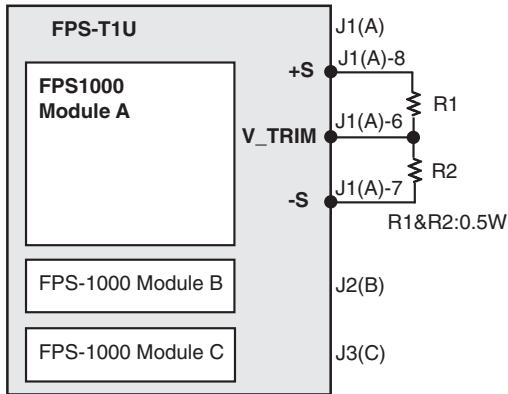 FPS-T1U
J1(A)
+S
J1(A)-8
FPS1000
Module A
R1
V_TRIM
J1(A)-6
R2
-S
J1(A)-7
R1&R2:0.5W
FPS-1000 Module B
J2(B)
FPS-1000 Module C
J3(C)